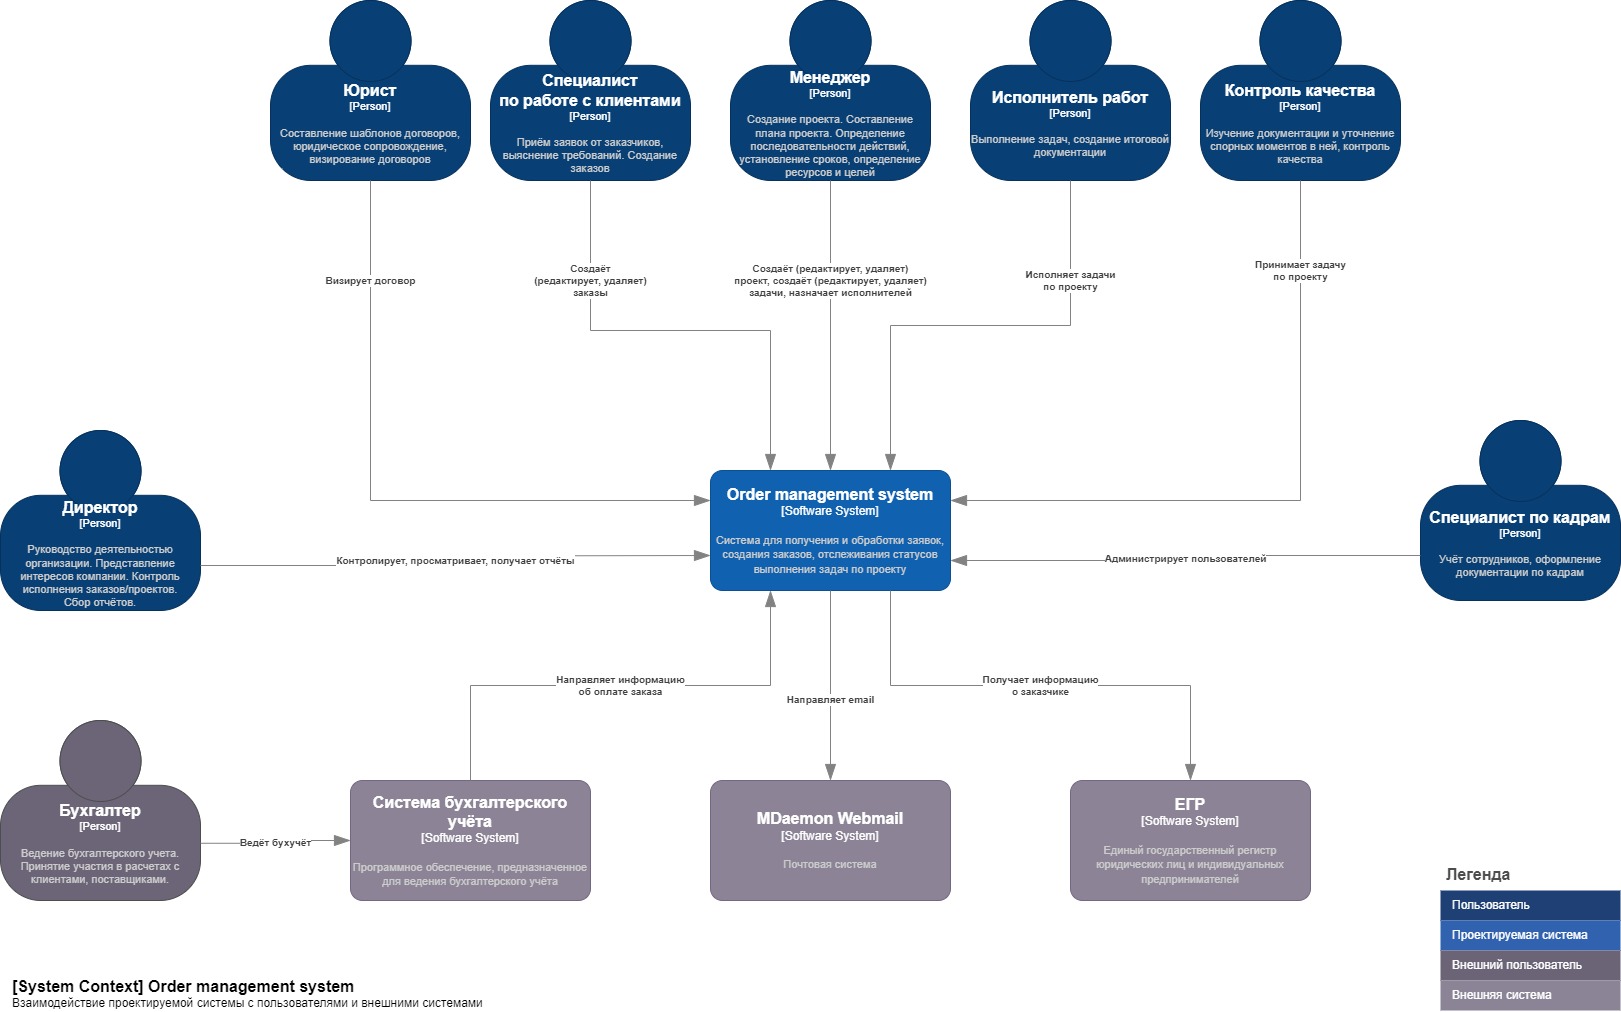 Юрист
[Person]
Составление шаблонов договоров,
юридическое сопровождение,
визирование договоров
Специалист
по работе с клиентами
[Person]
Приём заявок от заказчиков,
выяснение требований. Создание
заказов
Менеджер
[Person]
Создание проекта. Составление
плана проекта. Определение
последовательности действий,
установление сроков, определение
ресурсов и целей
Исполнитель работ
[Person]
Выполнение задач, создание итоговой
документации
Контроль качества
[Person]
Изучение документации и уточнение
спорных моментов в ней, контроль
качества
Визирует договор
Создаёт
(редактирует, удаляет)
заказы
Создаёт (редактирует, удаляет)
проект, создаёт (редактирует, удаляет)
задачи, назначает исполнителей
Исполняет задачи
по проекту
Принимает задачу
по проекту
Директор
[Person]
Руководство деятельностью
организации. Представление
интересов компании. Контроль
исполнения заказов/проектов.
Сбор отчётов.
Контролирует, просматривает, получает отчёты
Order management system
[Software System]
Система для получения и обработки заявок,
создания заказов, отслеживания статусов
выполнения задач по проекту
Администрирует пользователей
Специалист по кадрам
[Person]
Учёт сотрудников, оформление
документации по кадрам
Направляет информацию
об оплате заказа
Направляет email
Получает информацию
о заказчике
Бухгалтер
[Person]
Ведение бухгалтерского учета.
Принятие участия в расчетах с
клиентами, поставщиками.
Ведёт бухучёт
Система бухгалтерского
учёта
[Software System]
Программное обеспечение, предназначенное
для ведения бухгалтерского учёта
MDaemon Webmail
[Software System]
Почтовая система
ЕГР
[Software System]
Единый государственный регистр
юридических лиц и индивидуальных
предпринимателей
Легенда
Пользователь
Проектируемая система
Внешний пользователь
Внешняя система
[System Context] Order management system
Взаимодействие проектируемой системы с пользователями и внешними системами